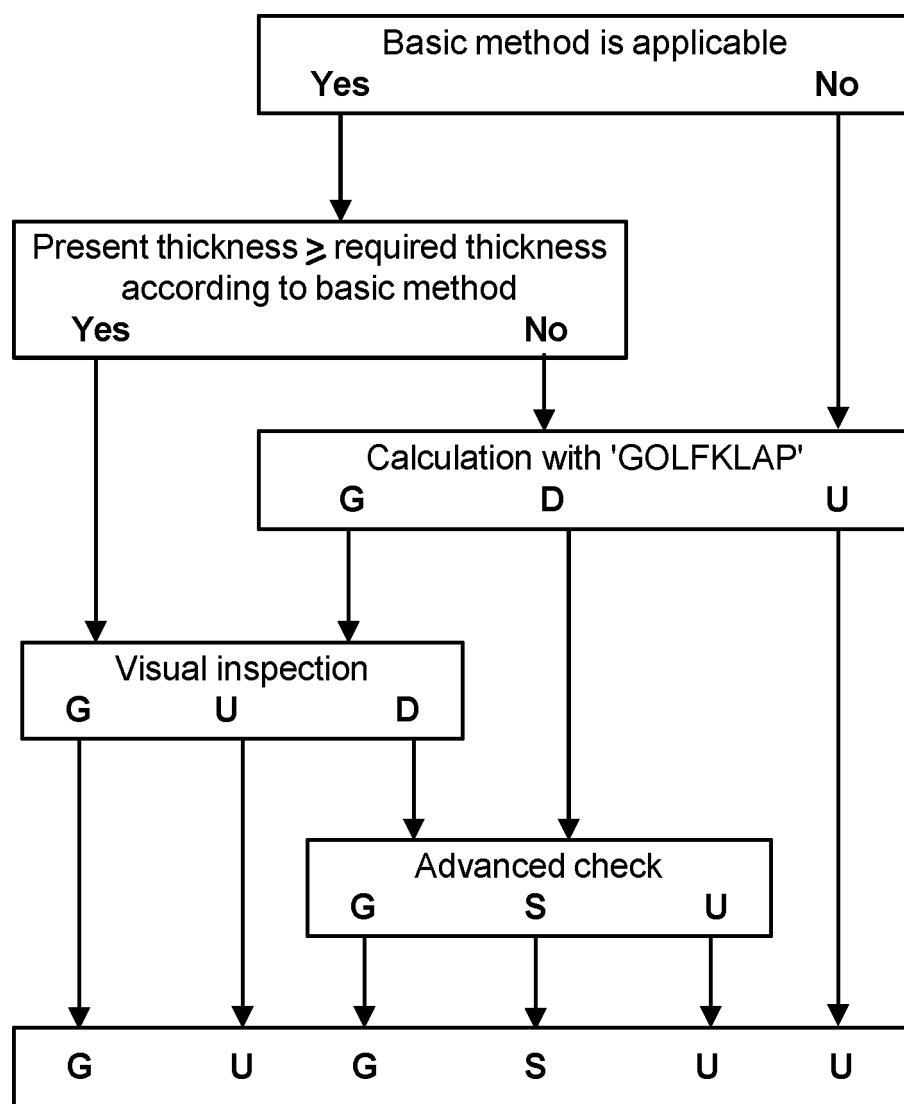 Basic method is applicable
Yes No
Present thickness ≥ required thickness
according to basic method
Yes No
Calculation with 'GOLFKLAP'
G D U
Visual inspection
G U D
Advanced check
G S U
G U G S U U